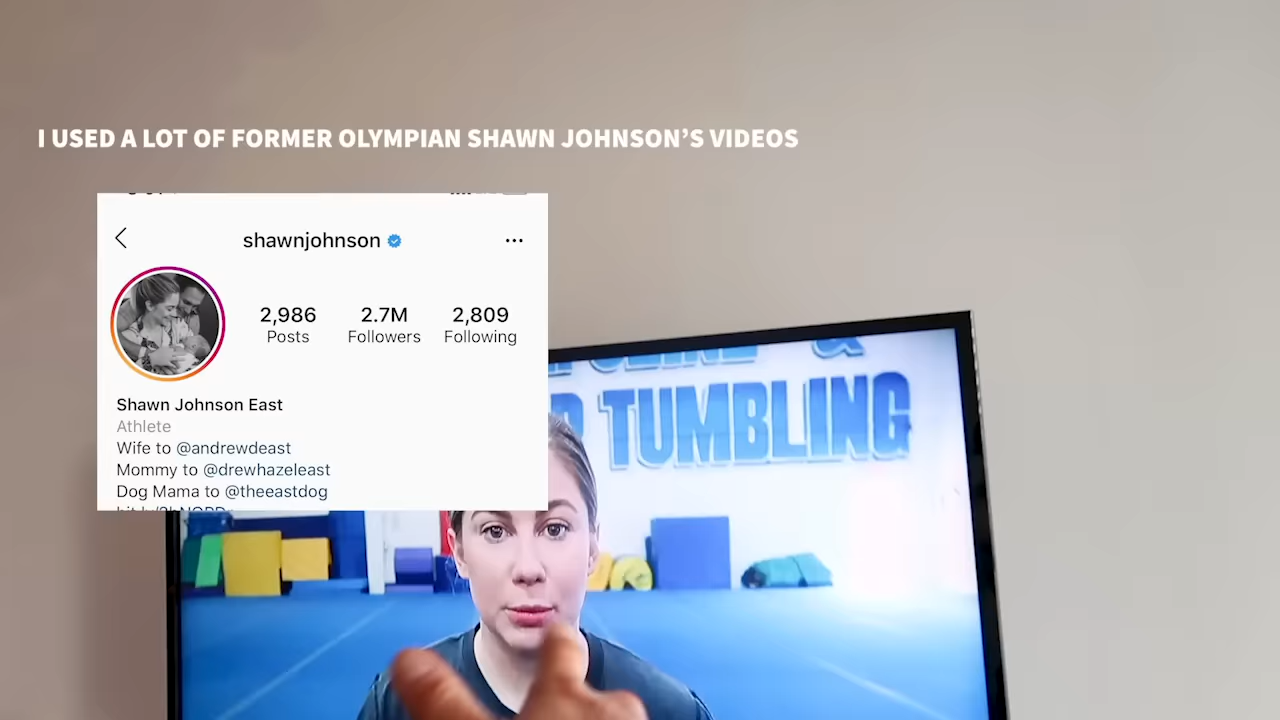 I USED A LOT OF FORMER OLYMPIAN SHAWN JOHNSON'S VIDEOS
shawnjohnson
2,986 2.7M 2,809
Posts Followers Following
Shawn Johnson East
Athlete
Wife to @andrewdeast
Mommy to @drewhazeleast
Dog Mama to @theeastdog
&
TUMBLING